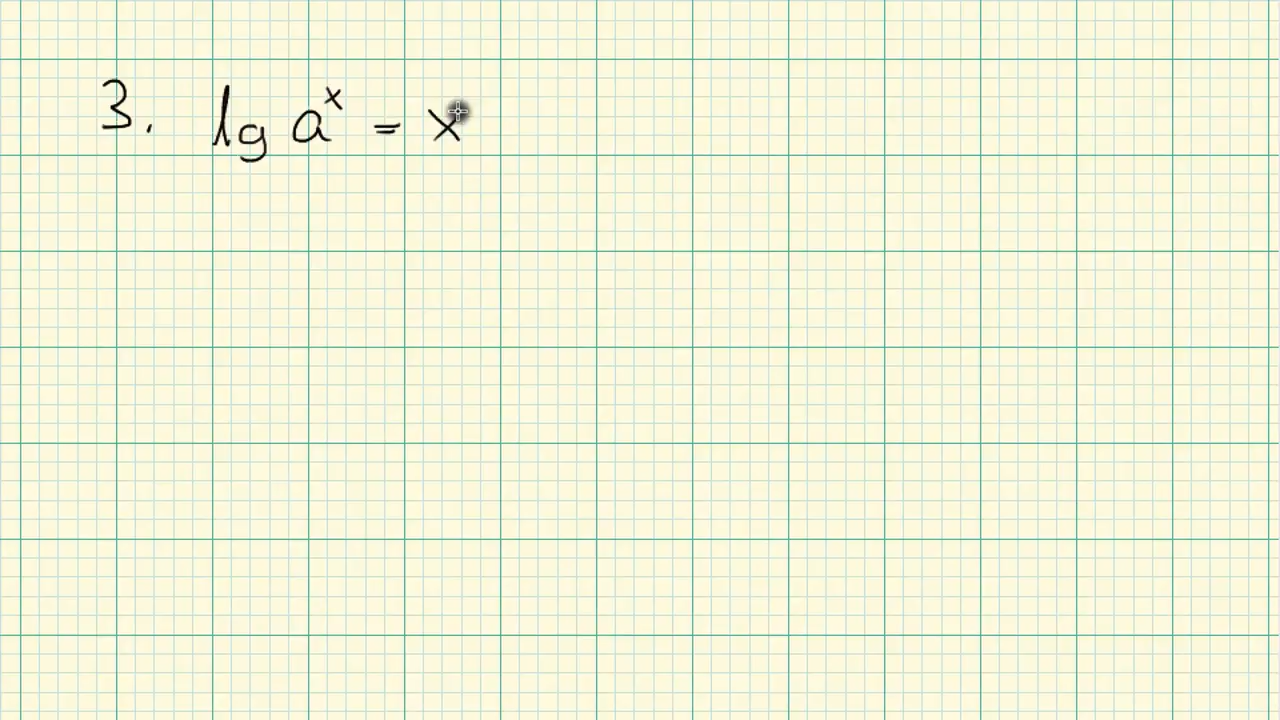 3. lg a^x = x